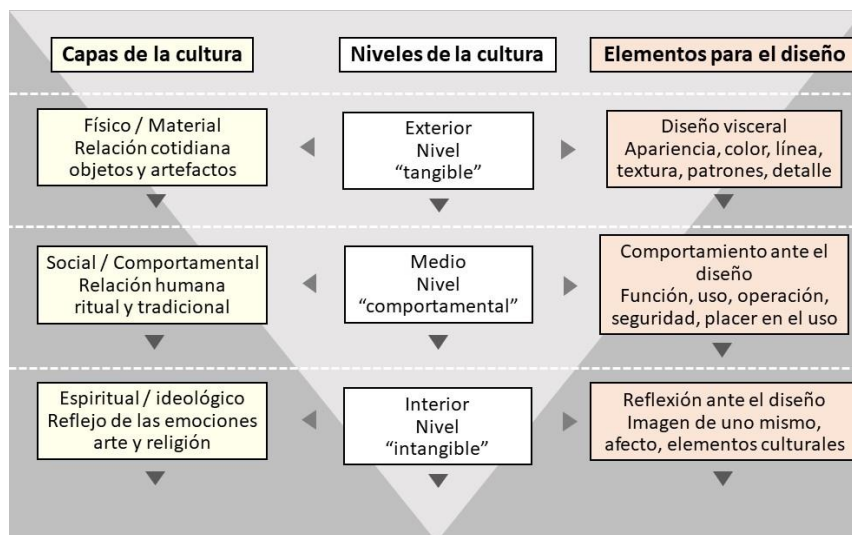 Capas de la cultura
Niveles de la cultura
Elementos para el diseño
Físico / Material
Relación cotidiana
objetos y artefactos
Exterior
Nivel
“tangible”
Diseño visceral
Apariencia, color, línea,
textura, patrones, detalle
Social / Comportamental
Relación humana
ritual y tradicional
Medio
Nivel
“comportamental”
Comportamiento ante el
diseño
Función, uso, operación,
seguridad, placer en el uso
Espiritual / ideológico
Reflejo de las emociones
arte y religión
Interior
Nivel
“intangible”
Reflexión ante el diseño
Imagen de uno mismo,
afecto, elementos culturales